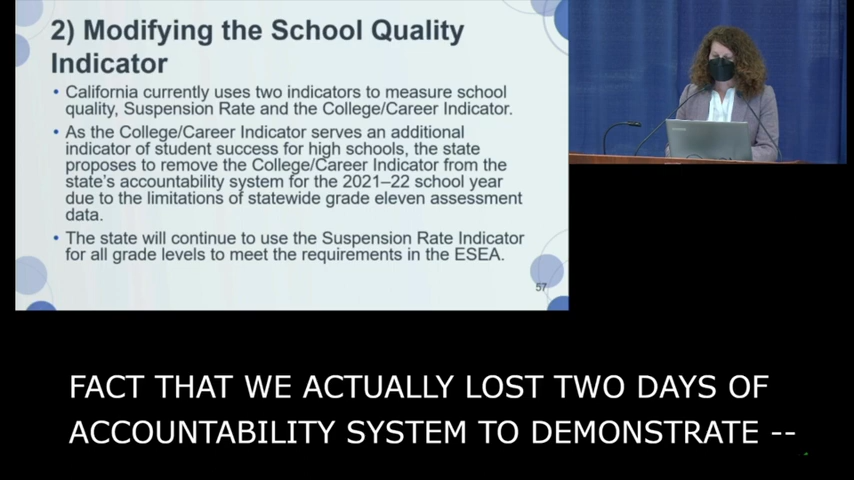 2) Modifying the School Quality
Indicator
• California currently uses two indicators to measure school
quality, Suspension Rate and the College/Career Indicator.
• As the College/Career Indicator serves an additional
indicator of student success for high schools, the state
proposes to remove the College/Career Indicator from the
state's accountability system for the 2021–22 school year
due to the limitations of statewide grade eleven assessment
data.
• The state will continue to use the Suspension Rate Indicator
for all grade levels to meet the requirements in the ESEA.
57
FACT THAT WE ACTUALLY LOST TWO DAYS OF
ACCOUNTABILITY SYSTEM TO DEMONSTRATE --